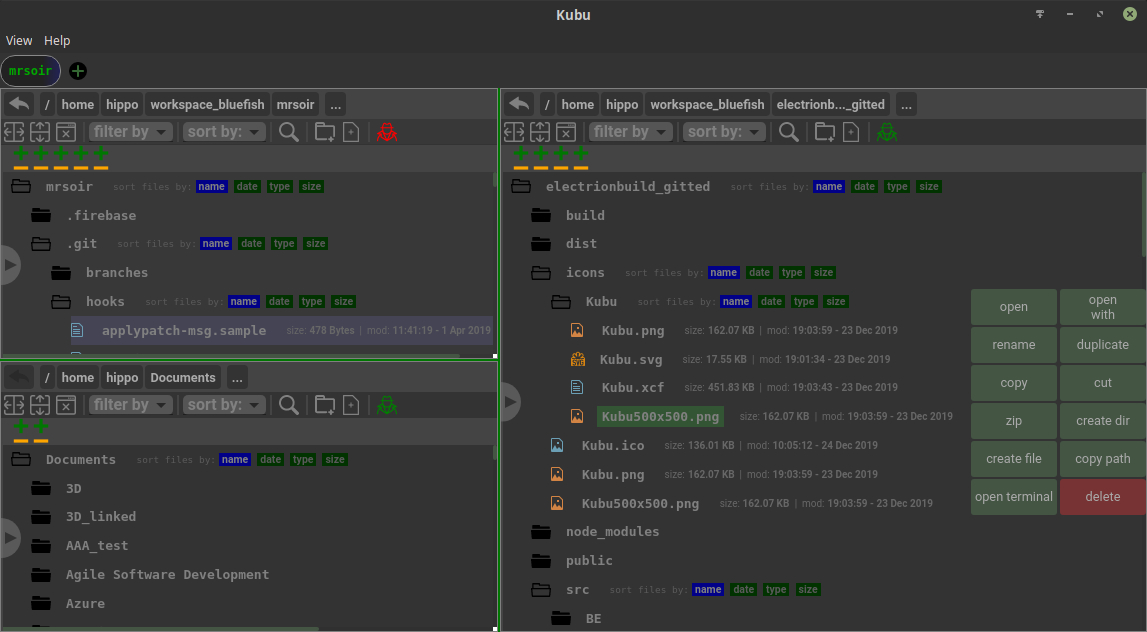 Kubu
View Help
mrsoir
/ home hippo workspace_bluefish mrsoir ...
filter by sort by:
mrsoir sort files by: name date type size
.firebase
.git sort files by: name date type size
branches
hooks sort files by: name date type size
applypatch-msg.sample size: 478 Bytes | mod: 11:41:19 - 1 Apr 2019
/ home hippo Documents ...
filter by sort by:
Documents sort files by: name date type size
3D
3D_linked
AAA_test
Agile Software Development
Azure
/ home hippo workspace_bluefish electrionb..._gitted ...
filter by sort by:
electrionbuild_gitted sort files by: name date type size
build
dist
icons sort files by: name date type size
Kubu sort files by: name date type size
Kubu.png size: 162.07 KB | mod: 19:03:59 - 23 Dec 2019
Kubu.svg size: 17.55 KB | mod: 19:01:34 - 23 Dec 2019
Kubu.xcf size: 451.83 KB | mod: 19:03:43 - 23 Dec 2019
Kubu500x500.png size: 162.07 KB | mod: 19:03:59 - 23 Dec 2019
Kubu.ico size: 136.01 KB | mod: 10:05:12 - 24 Dec 2019
Kubu.png size: 162.07 KB | mod: 19:03:59 - 23 Dec 2019
Kubu500x500.png size: 162.07 KB | mod: 19:03:59 - 23 Dec 2019
node_modules
public
src sort files by: name date type size
BE
open open with
rename duplicate
copy cut
zip create dir
create file copy path
open terminal delete